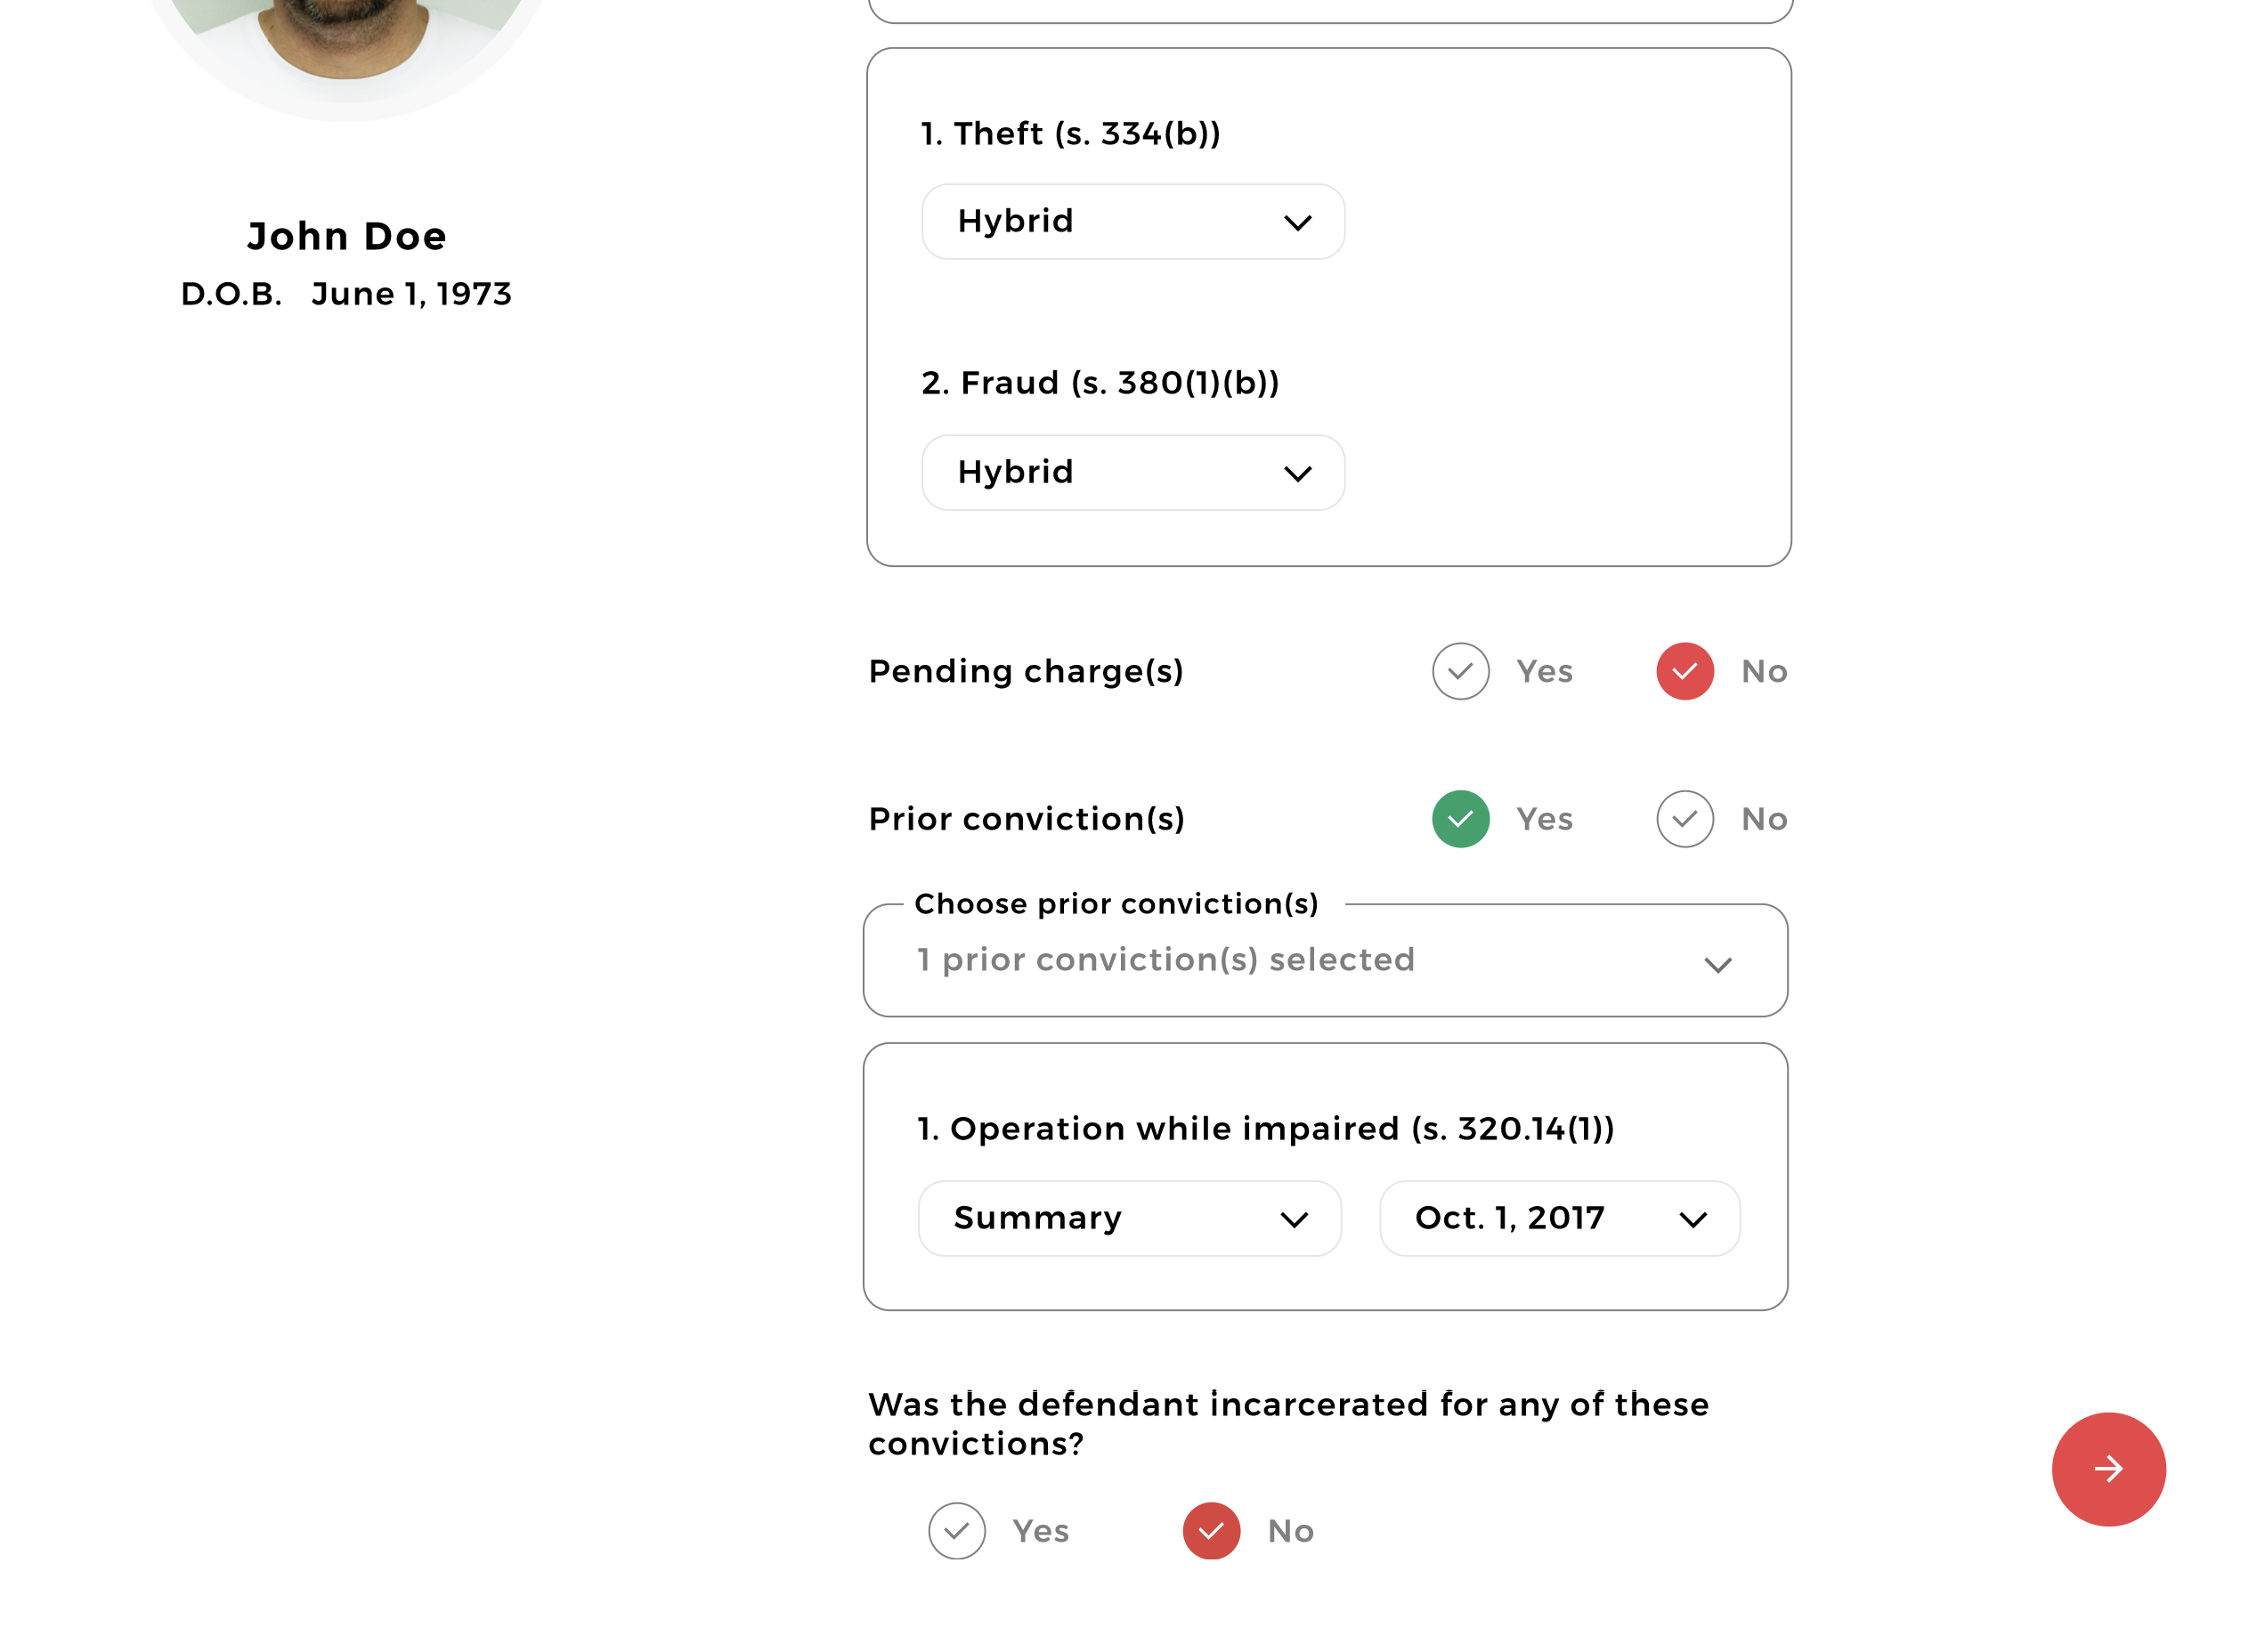 John Doe
D.O.B. June 1, 1973
1. Theft (s. 334(b))
Hybrid
2. Fraud (s. 380(1)(b))
Hybrid
Pending charge(s) Yes No
Prior conviction(s) Yes No
Choose prior conviction(s)
1 prior conviction(s) selected
1. Operation while impaired (s. 320.14(1))
Summary Oct. 1, 2017
Was the defendant incarcerated for any of these
convictions?
Yes No